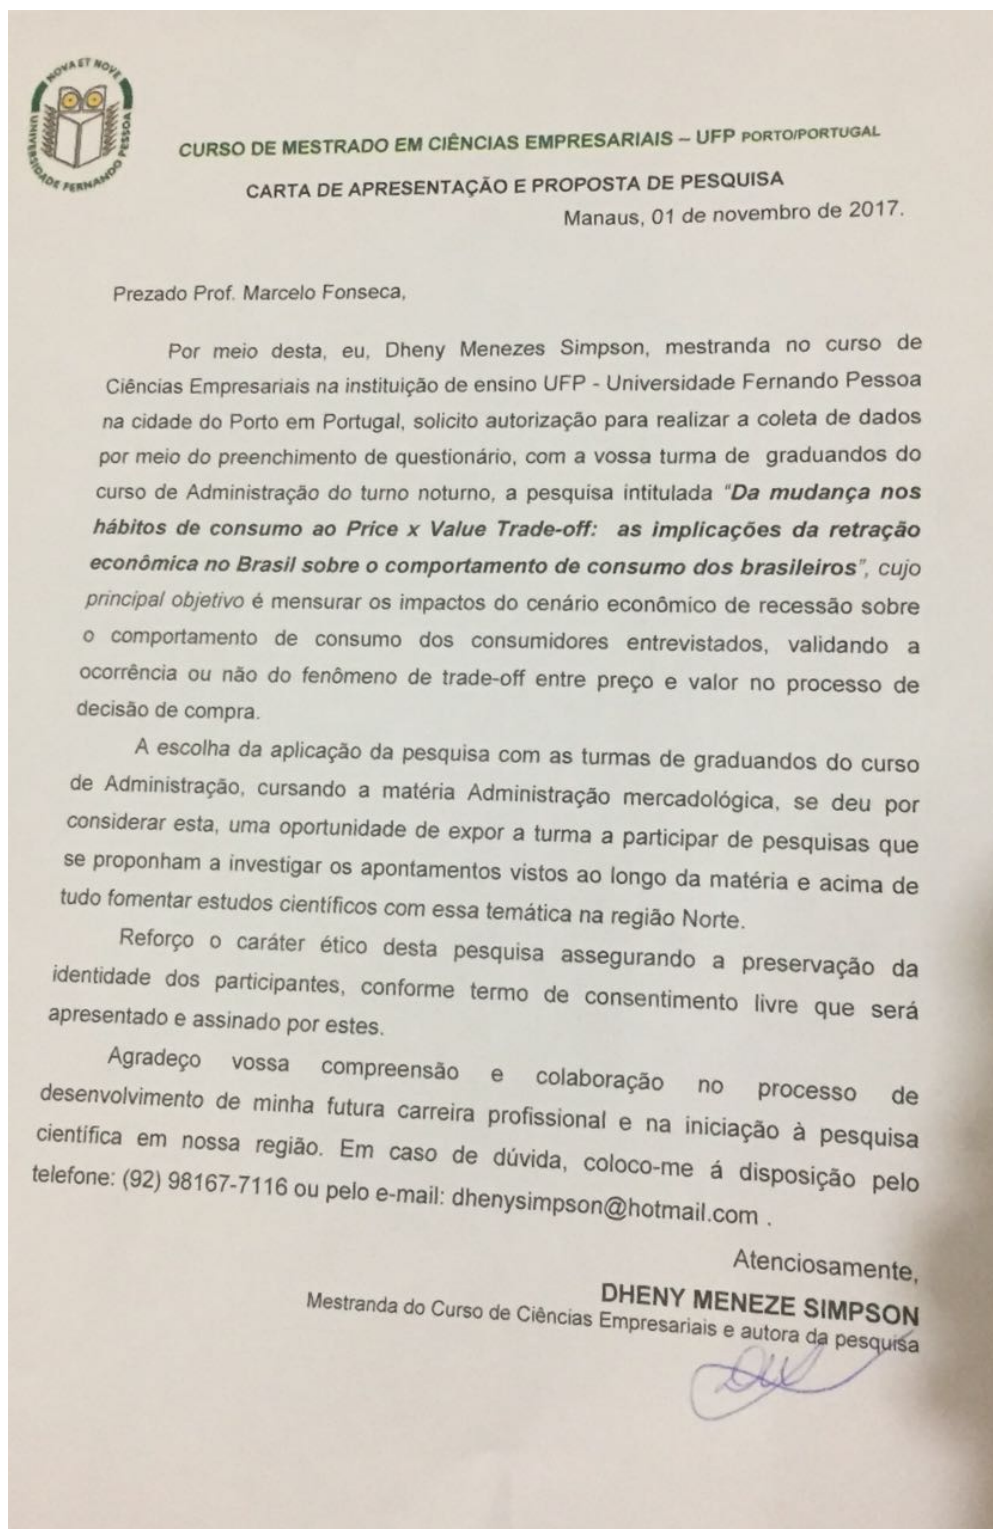 NOVA ET NOVE
UNIVERSIDADE FERNANDO PESSOA
CURSO DE MESTRADO EM CIÊNCIAS EMPRESARIAIS – UFP PORTO/PORTUGAL
CARTA DE APRESENTAÇÃO E PROPOSTA DE PESQUISA
Manaus, 01 de novembro de 2017.
Prezado Prof. Marcelo Fonseca,
Por meio desta, eu, Dheny Menezes Simpson, mestranda no curso de
Ciências Empresariais na instituição de ensino UFP - Universidade Fernando Pessoa
na cidade do Porto em Portugal, solicito autorização para realizar a coleta de dados
por meio do preenchimento de questionário, com a vossa turma de graduandos do
curso de Administração do turno noturno, a pesquisa intitulada "Da mudança nos
hábitos de consumo ao Price x Value Trade-off: as implicações da retração
econômica no Brasil sobre o comportamento de consumo dos brasileiros", cujo
principal objetivo é mensurar os impactos do cenário econômico de recessão sobre
o comportamento de consumo dos consumidores entrevistados, validando a
ocorrência ou não do fenômeno de trade-off entre preço e valor no processo de
decisão de compra.
A escolha da aplicação da pesquisa com as turmas de graduandos do curso
de Administração, cursando a matéria Administração mercadológica, se deu por
considerar esta, uma oportunidade de expor a turma a participar de pesquisas que
se proponham a investigar os apontamentos vistos ao longo da matéria e acima de
tudo fomentar estudos científicos com essa temática na região Norte.
Reforço o caráter ético desta pesquisa assegurando a preservação da
identidade dos participantes, conforme termo de consentimento livre que será
apresentado e assinado por estes.
Agradeço vossa compreensão e colaboração no processo de
desenvolvimento de minha futura carreira profissional e na iniciação à pesquisa
científica em nossa região. Em caso de dúvida, coloco-me á disposição pelo
telefone: (92) 98167-7116 ou pelo e-mail: dhenysimpson@hotmail.com .
Atenciosamente,
DHENY MENEZE SIMPSON
Mestranda do Curso de Ciências Empresariais e autora da pesquisa